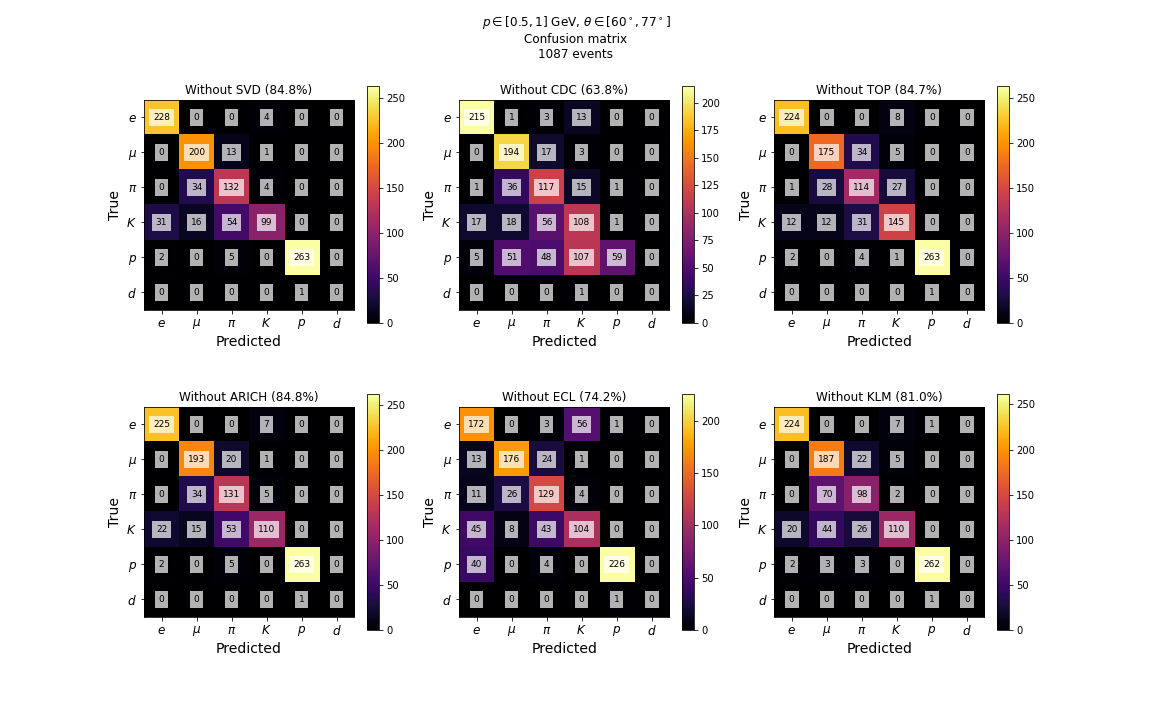 p ∈ [0.5, 1] GeV, θ ∈ [60°, 77°]
Confusion matrix
1087 events
Without SVD (84.8%)
True
e 228 0 0 4 0 0
μ 0 200 13 1 0 0
π 0 34 132 4 0 0
K 31 16 54 99 0 0
p 2 0 5 0 263 0
d 0 0 0 0 1 0
e μ π K p d
Predicted
250
200
150
100
50
0
Without CDC (63.8%)
True
e 215 1 3 13 0 0
μ 0 194 17 3 0 0
π 1 36 117 15 1 0
K 17 18 56 108 1 0
p 5 51 48 107 59 0
d 0 0 0 1 0 0
e μ π K p d
Predicted
200
175
150
125
100
75
50
25
0
Without TOP (84.7%)
True
e 224 0 0 8 0 0
μ 0 175 34 5 0 0
π 1 28 114 27 0 0
K 12 12 31 145 0 0
p 2 0 4 1 263 0
d 0 0 0 0 1 0
e μ π K p d
Predicted
250
200
150
100
50
0
Without ARICH (84.8%)
True
e 225 0 0 7 0 0
μ 0 193 20 1 0 0
π 0 34 131 5 0 0
K 22 15 53 110 0 0
p 2 0 5 0 263 0
d 0 0 0 0 1 0
e μ π K p d
Predicted
250
200
150
100
50
0
Without ECL (74.2%)
True
e 172 0 3 56 1 0
μ 13 176 24 1 0 0
π 11 26 129 4 0 0
K 45 8 43 104 0 0
p 40 0 4 0 226 0
d 0 0 0 0 1 0
e μ π K p d
Predicted
200
150
100
50
0
Without KLM (81.0%)
True
e 224 0 0 7 1 0
μ 0 187 22 5 0 0
π 0 70 98 2 0 0
K 20 44 26 110 0 0
p 2 3 3 0 262 0
d 0 0 0 0 1 0
e μ π K p d
Predicted
250
200
150
100
50
0